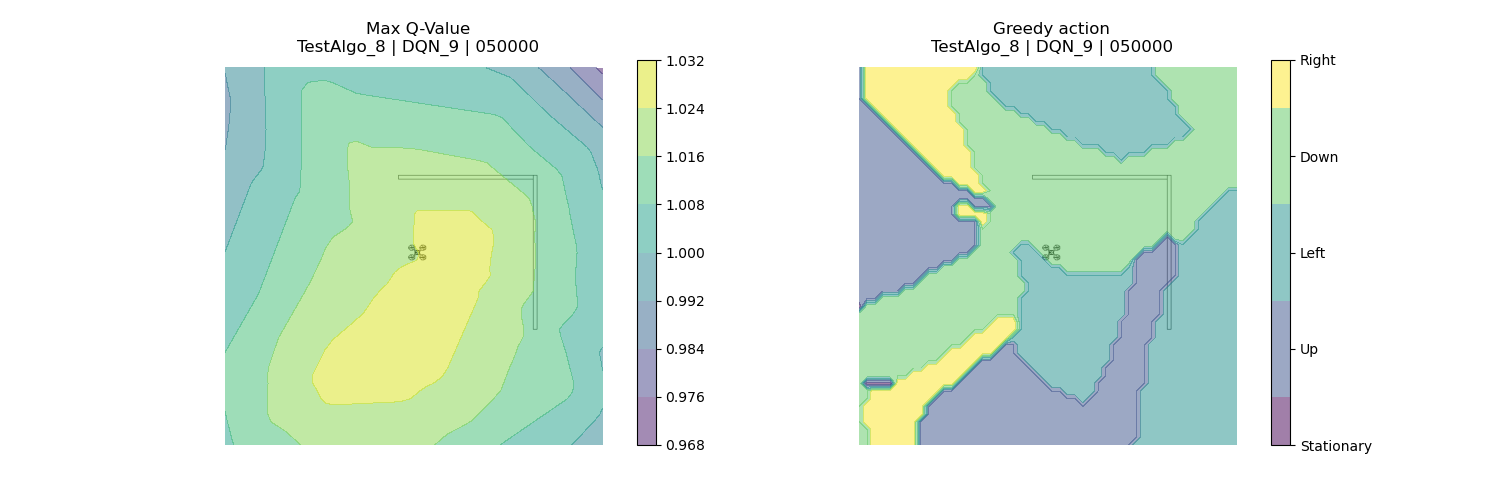 Max Q-Value
TestAlgo_8 | DQN_9 | 050000
1.032
1.024
1.016
1.008
1.000
0.992
0.984
0.976
0.968
Greedy action
TestAlgo_8 | DQN_9 | 050000
Right
Down
Left
Up
Stationary